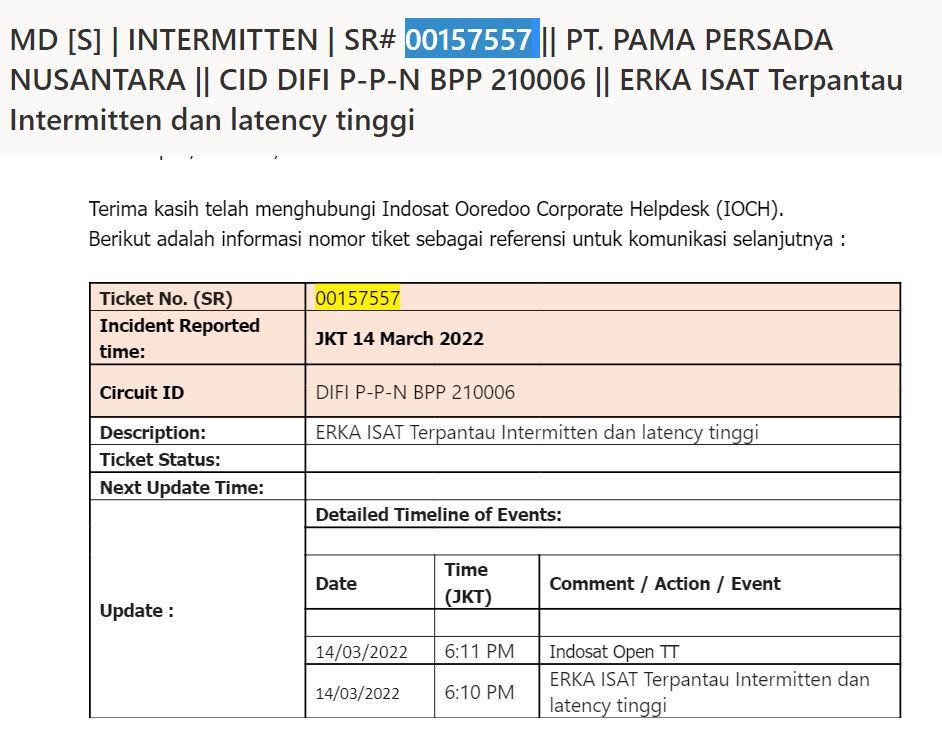 MD [S] | INTERMITTEN | SR# 00157557 || PT. PAMA PERSADA
NUSANTARA || CID DIFI P-P-N BPP 210006 || ERKA ISAT Terpantau
Intermitten dan latency tinggi
Terima kasih telah menghubungi Indosat Ooredoo Corporate Helpdesk (IOCH).
Berikut adalah informasi nomor tiket sebagai referensi untuk komunikasi selanjutnya :
Ticket No. (SR) 00157557
Incident Reported
time:
JKT 14 March 2022
Circuit ID DIFI P-P-N BPP 210006
Description: ERKA ISAT Terpantau Intermitten dan latency tinggi
Ticket Status:
Next Update Time:
Update :
Detailed Timeline of Events:
Date
Time
(JKT)
Comment / Action / Event
14/03/2022 6:11 PM Indosat Open TT
14/03/2022 6:10 PM ERKA ISAT Terpantau Intermitten dan
latency tinggi